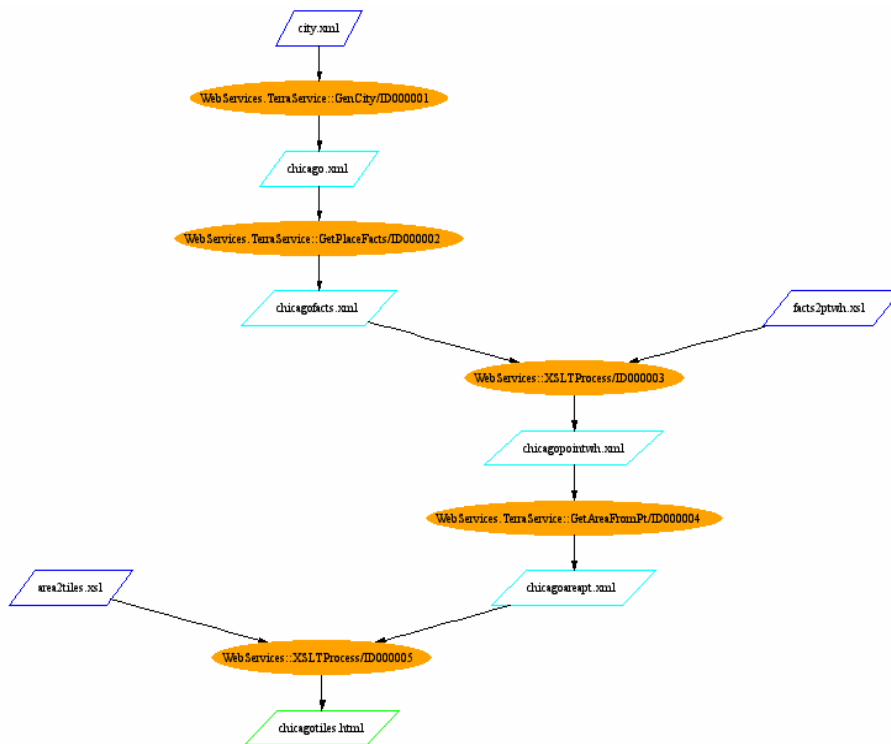 city.xml
WebServices.TerraService::GenCity/ID000001
chicago.xml
WebServices.TerraService::GetPlaceFacts/ID000002
chicagofacts.xml
facts2ptwh.xsl
WebServices::XSLTProcess/ID000003
chicagopointwh.xml
WebServices.TerraService::GetAreaFromPt/ID000004
area2tiles.xsl
chicagoareapt.xml
WebServices::XSLTProcess/ID000005
chicagotiles.html